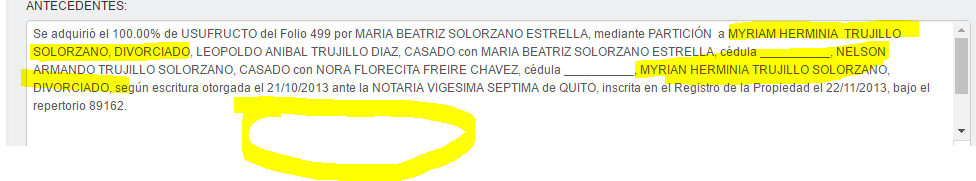 ANTECEDENTES:
Se adquirió el 100.00% de USUFRUCTO del Folio 499 por MARIA BEATRIZ SOLORZANO ESTRELLA, mediante PARTICIÓN a MYRIAM HERMINIA TRUJILLO
SOLORZANO, DIVORCIADO, LEOPOLDO ANIBAL TRUJILLO DIAZ, CASADO con MARIA BEATRIZ SOLORZANO ESTRELLA, cédula __________, NELSON
ARMANDO TRUJILLO SOLORZANO, CASADO con NORA FLORECITA FREIRE CHAVEZ, cédula __________, MYRIAN HERMINIA TRUJILLO SOLORZANO,
DIVORCIADO, según escritura otorgada el 21/10/2013 ante la NOTARIA VIGESIMA SEPTIMA de QUITO, inscrita en el Registro de la Propiedad el 22/11/2013, bajo el
repertorio 89162.